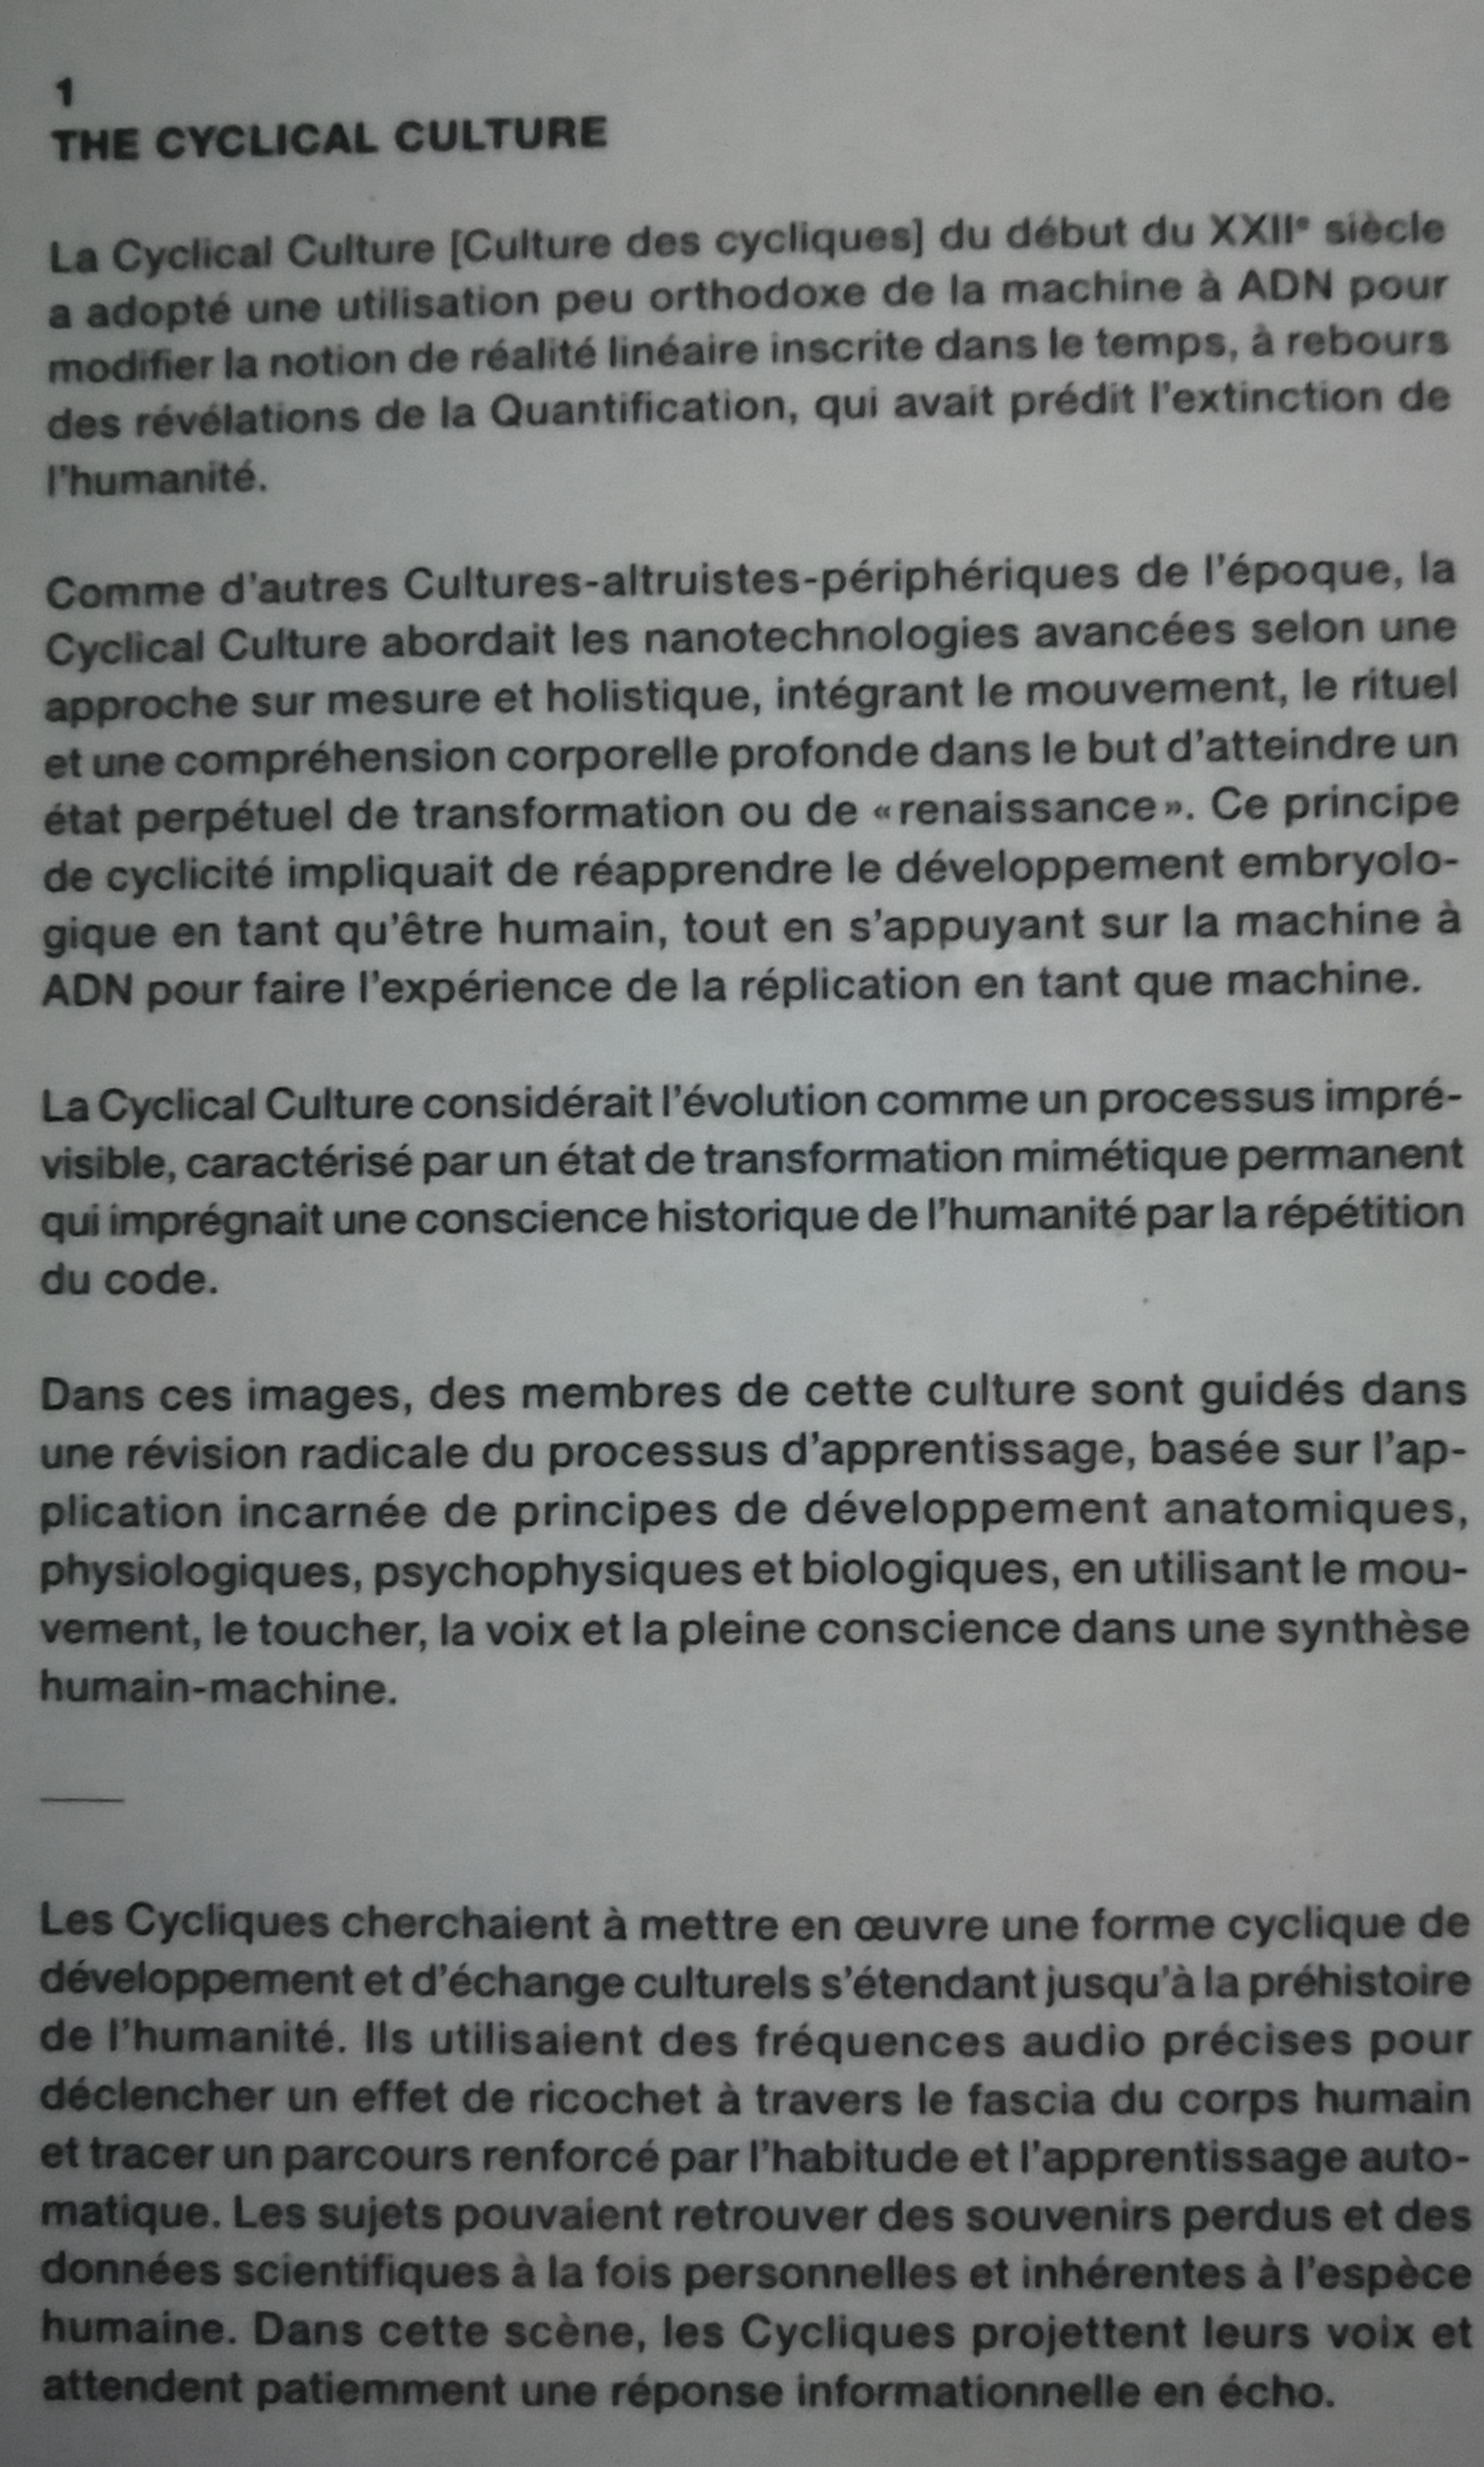 1
THE CYCLICAL CULTURE
La Cyclical Culture [Culture des cycliques] du début du XXIIe siècle
a adopté une utilisation peu orthodoxe de la machine à ADN pour
modifier la notion de réalité linéaire inscrite dans le temps, à rebours
des révélations de la Quantification, qui avait prédit l'extinction de
l'humanité.
Comme d'autres Cultures-altruistes-périphériques de l'époque, la
Cyclical Culture abordait les nanotechnologies avancées selon une
approche sur mesure et holistique, intégrant le mouvement, le rituel
et une compréhension corporelle profonde dans le but d'atteindre un
état perpétuel de transformation ou de « renaissance ». Ce principe
de cyclicité impliquait de réapprendre le développement embryolo-
gique en tant qu'être humain, tout en s'appuyant sur la machine à
ADN pour faire l'expérience de la réplication en tant que machine.
La Cyclical Culture considérait l'évolution comme un processus impré-
visible, caractérisé par un état de transformation mimétique permanent
qui imprégnait une conscience historique de l'humanité par la répétition
du code.
Dans ces images, des membres de cette culture sont guidés dans
une révision radicale du processus d'apprentissage, basée sur l'ap-
plication incarnée de principes de développement anatomiques,
physiologiques, psychophysiques et biologiques, en utilisant le mou-
vement, le toucher, la voix et la pleine conscience dans une synthèse
humain-machine.
Les Cycliques cherchaient à mettre en œuvre une forme cyclique de
développement et d'échange culturels s'étendant jusqu'à la préhistoire
de l'humanité. Ils utilisaient des fréquences audio précises pour
déclencher un effet de ricochet à travers le fascia du corps humain
et tracer un parcours renforcé par l'habitude et l'apprentissage auto-
matique. Les sujets pouvaient retrouver des souvenirs perdus et des
données scientifiques à la fois personnelles et inhérentes à l'espèce
humaine. Dans cette scène, les Cycliques projettent leurs voix et
attendent patiemment une réponse informationnelle en écho.